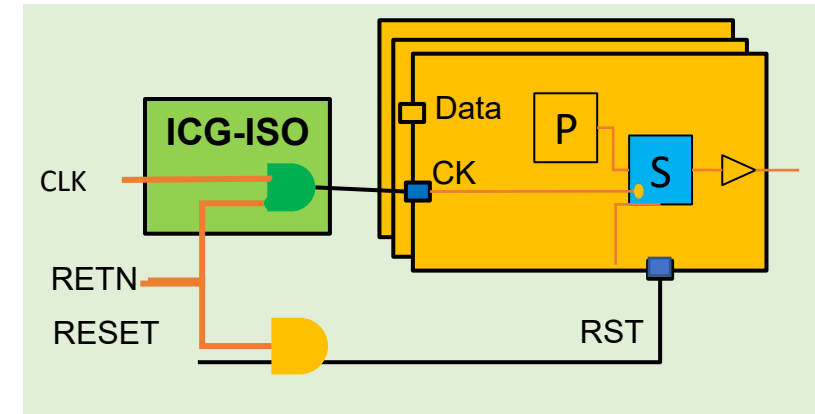 ICG-ISO
Data
P
CLK
CK
S
RETN
RESET
RST